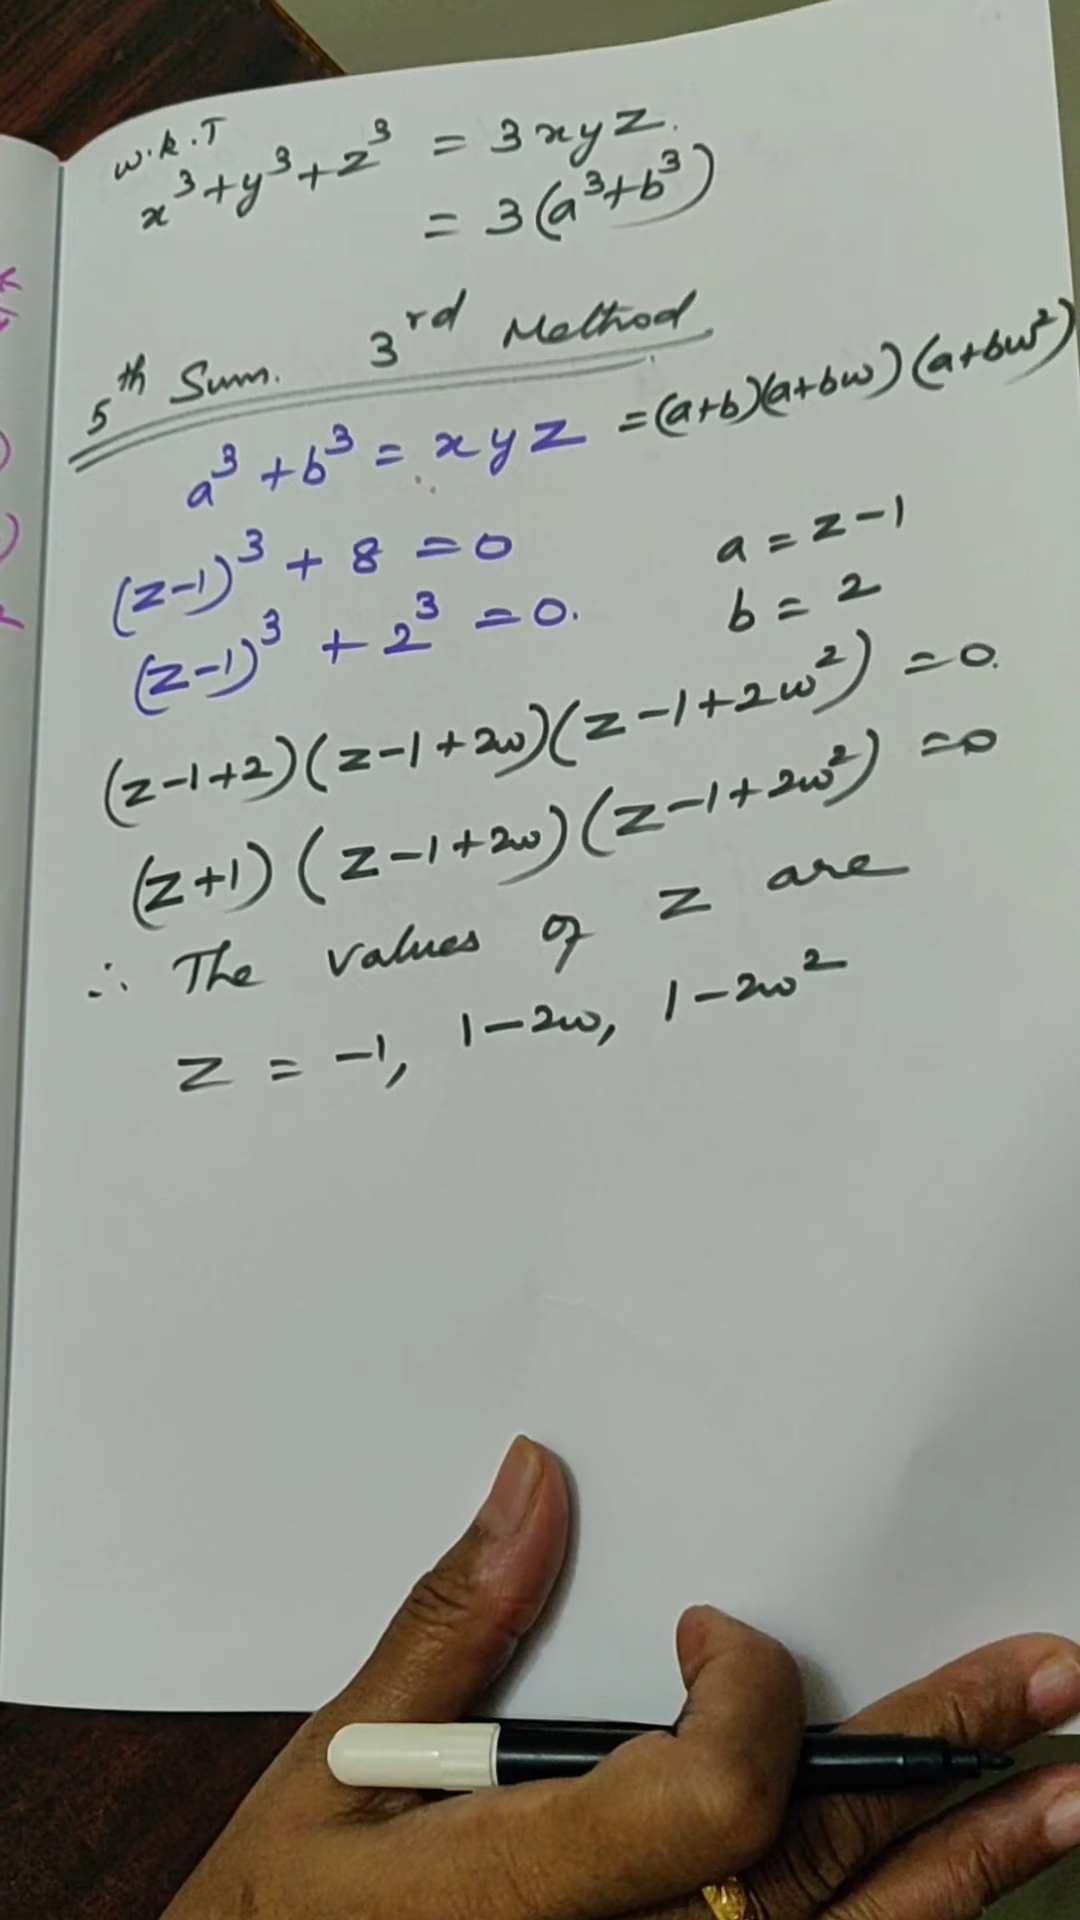 w.k.T
x³+y³+z³ = 3xyz.
= 3(a³+b³)
5th Sum. 3rd Method
a³+b³ = xyz =(a+b)(a+bω)(a+bω²)
(z-1)³ + 8 = 0 a = z-1
(z-1)³ + 2³ = 0. b = 2
(z-1+2)(z-1+2ω)(z-1+2ω²) = 0.
(z+1) (z-1+2ω)(z-1+2ω²) = 0
∴ The values of z are
z = -1, 1-2ω, 1-2ω²